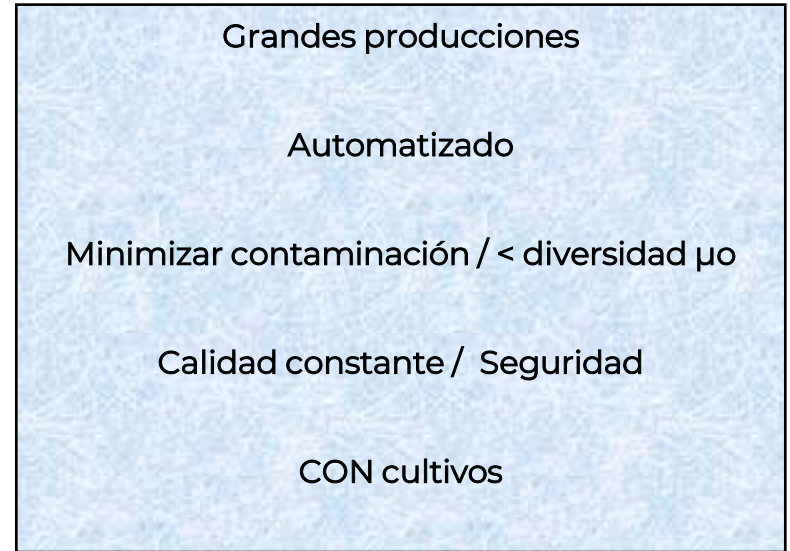 Grandes producciones
Automatizado
Minimizar contaminación / < diversidad µo
Calidad constante / Seguridad
CON cultivos